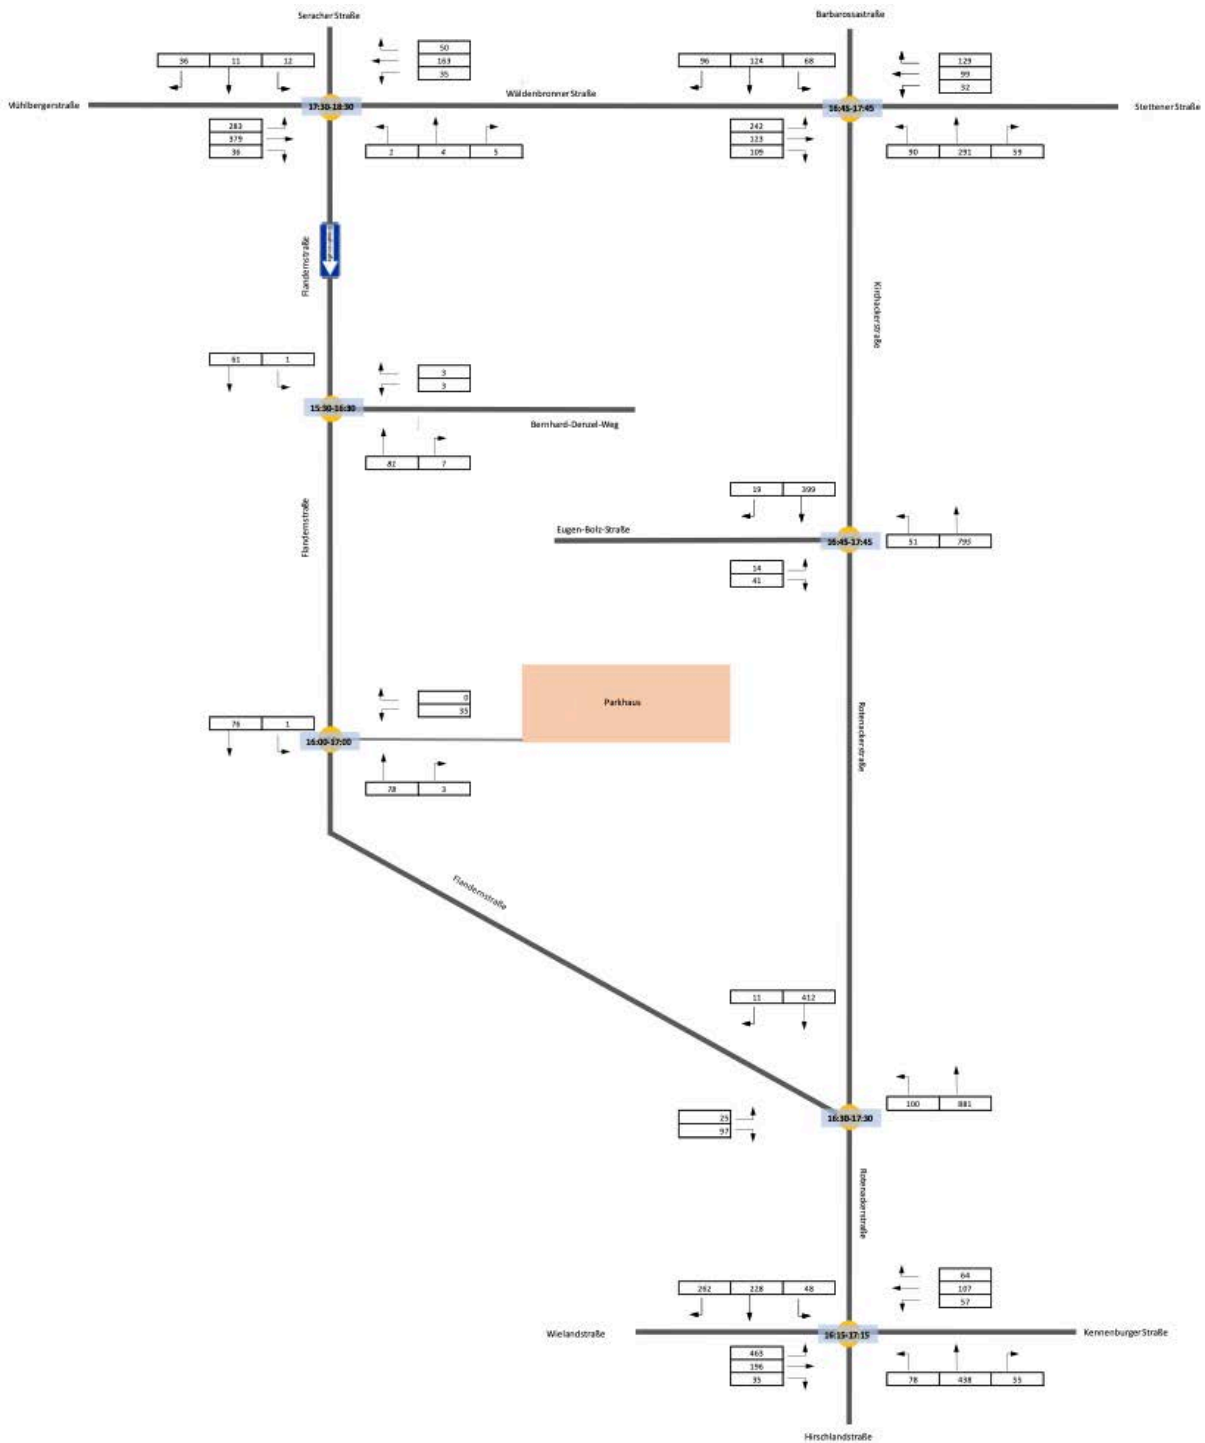 Seracher Straße
Barbarossastraße
36 11 12
50
163
35
96 124 68
129
99
32
Wäldenbronner Straße
Mühlbergerstraße
17:30-18:30
16:45-17:45
Stettener Straße
283
379
36
4 5
242
123
109
90 291 59
Flandernstraße
Kirchackerstraße
61 1
3
3
15:30-16:30
Bernhard-Denzel-Weg
82 7
19 399
Flandernstraße
Eugen-Bolz-Straße
16:45-17:45
51 795
14
41
0
35
Parkhaus
76 1
16:00-17:00
Rotenackerstraße
78 3
Flandernstraße
11 412
100 881
25
97
16:30-17:30
Rotenackerstraße
262 228 48
64
107
57
Wielandstraße
16:15-17:15
Kennenburger Straße
463
196
35
78 438 55
Hirschlandstraße